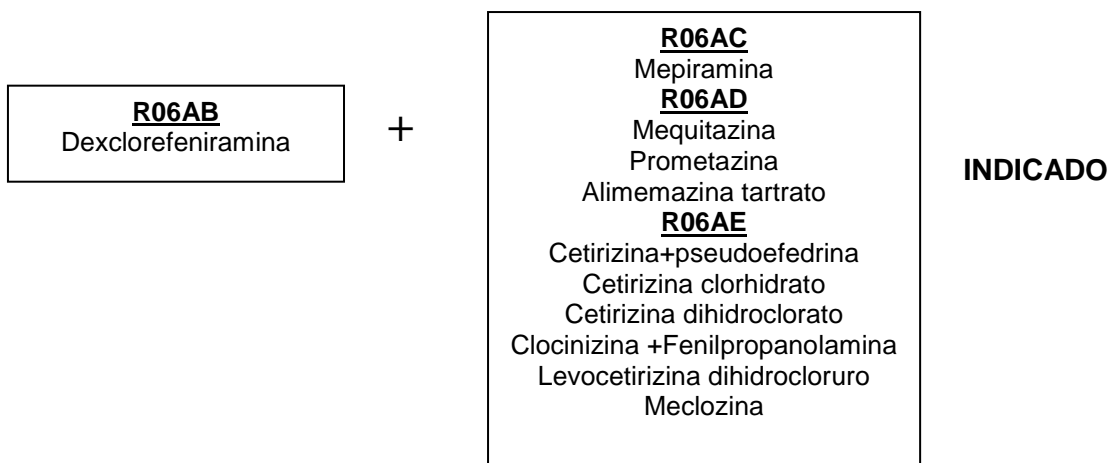 R06AB
Dexclorefeniramina
+
R06AC
Mepiramina
R06AD
Mequitazina
Prometazina
Alimemazina tartrato
R06AE
Cetirizina+pseudoefedrina
Cetirizina clorhidrato
Cetirizina dihidroclorato
Clocinizina +Fenilpropanolamina
Levocetirizina dihidrocloruro
Meclozina
INDICADO